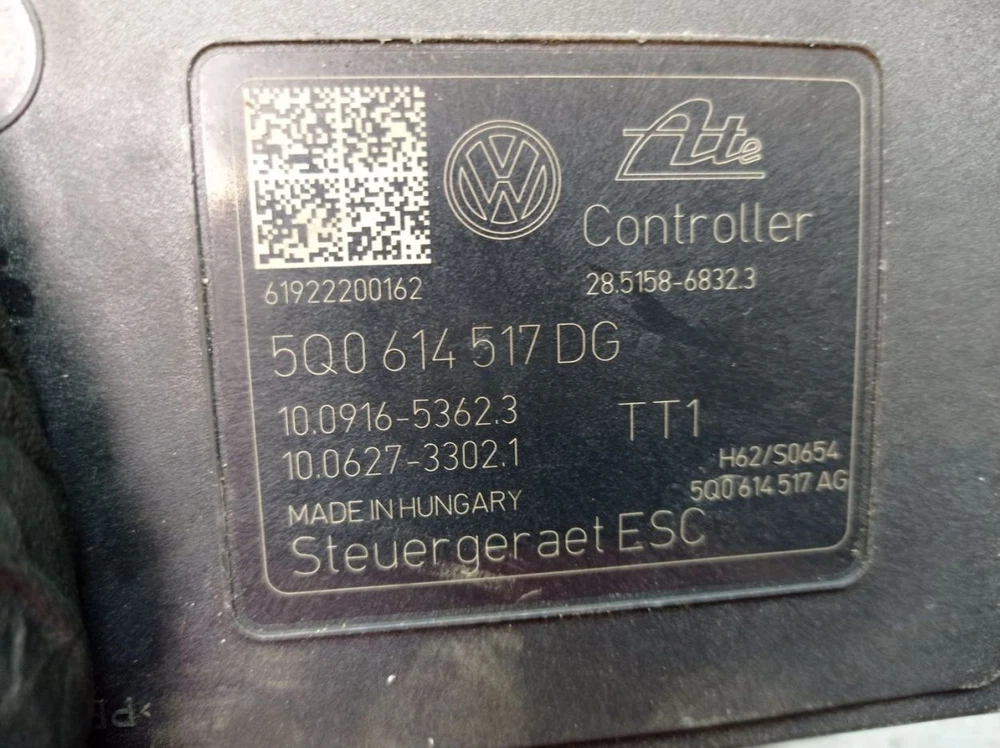 Ate
Controller
61922200162
28.5158-6832.3
5Q0 614 517 DG
10.0916-5362.3
TT1
10.0627-3302.1
H62/S0654
5Q0 614 517 AG
MADE IN HUNGARY
Steuergeraet ESC